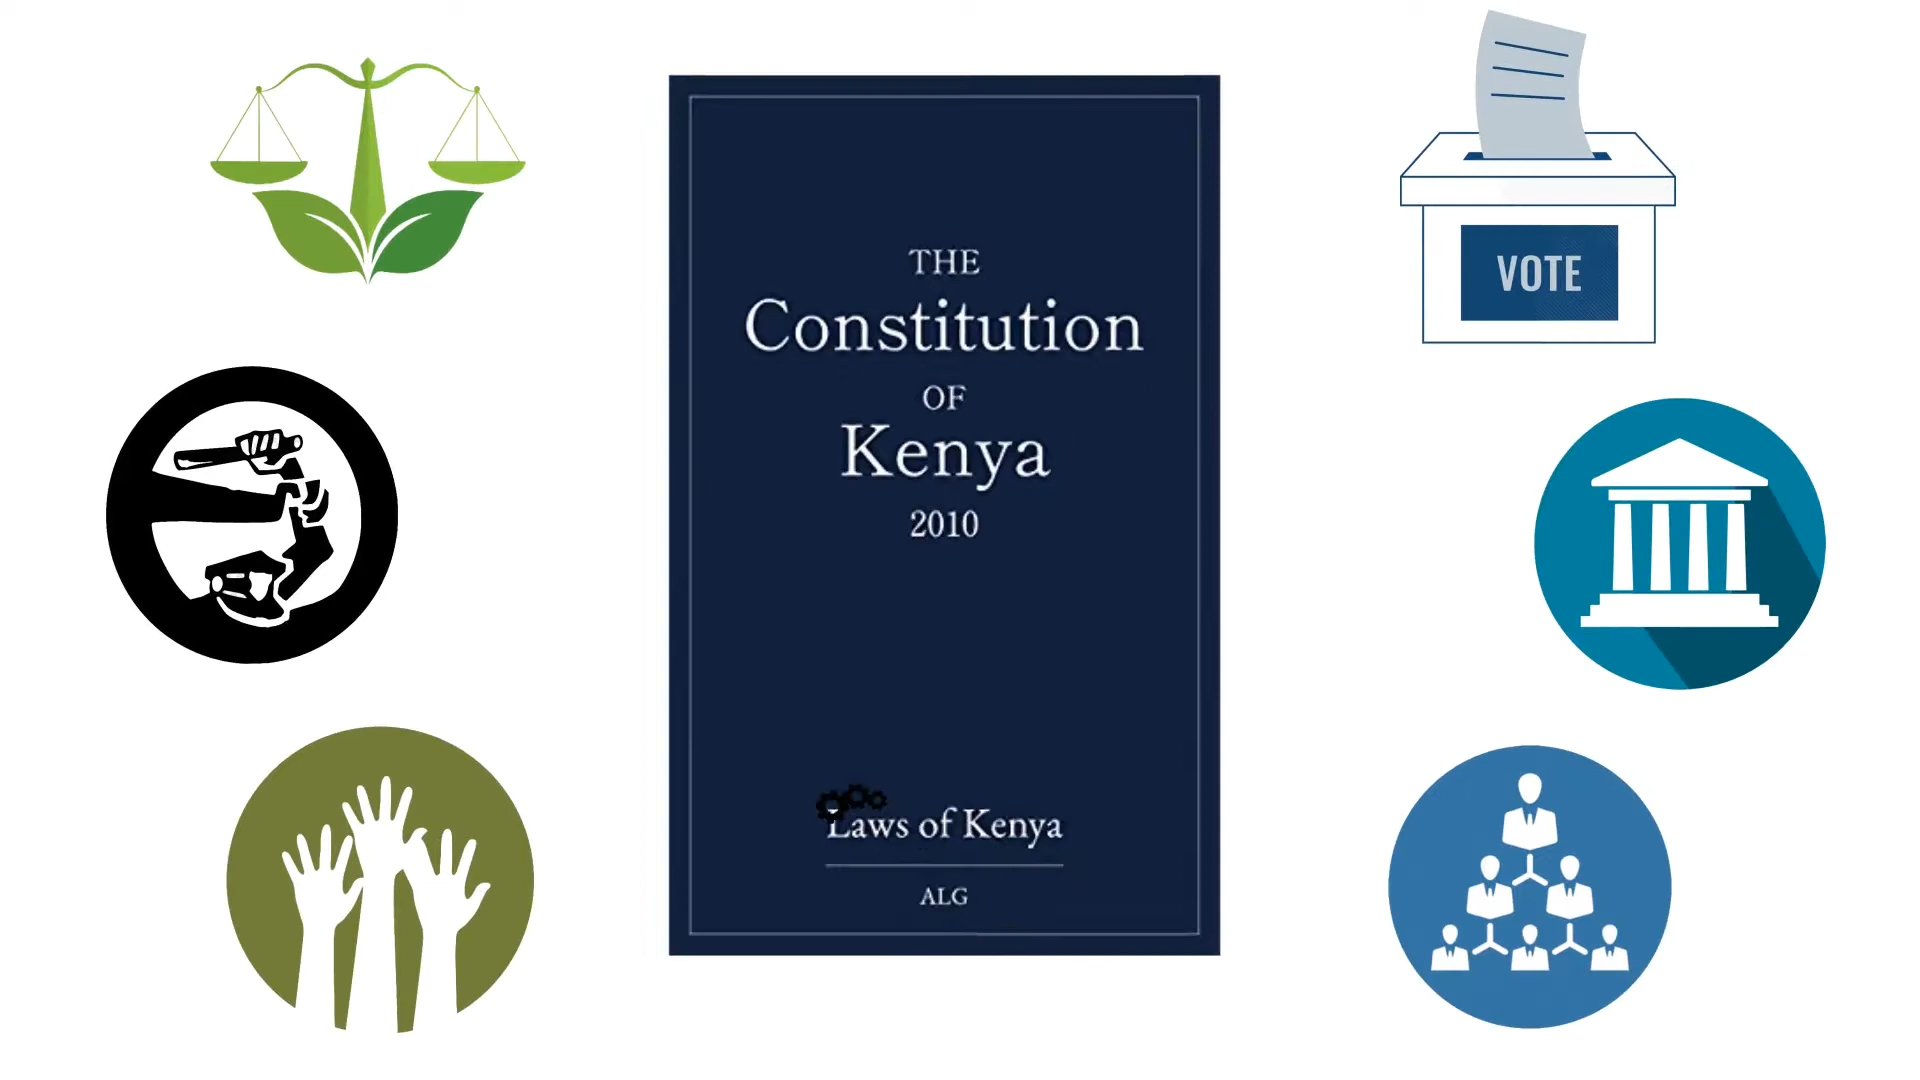 THE
Constitution
OF
Kenya
2010
Laws of Kenya
ALG
VOTE